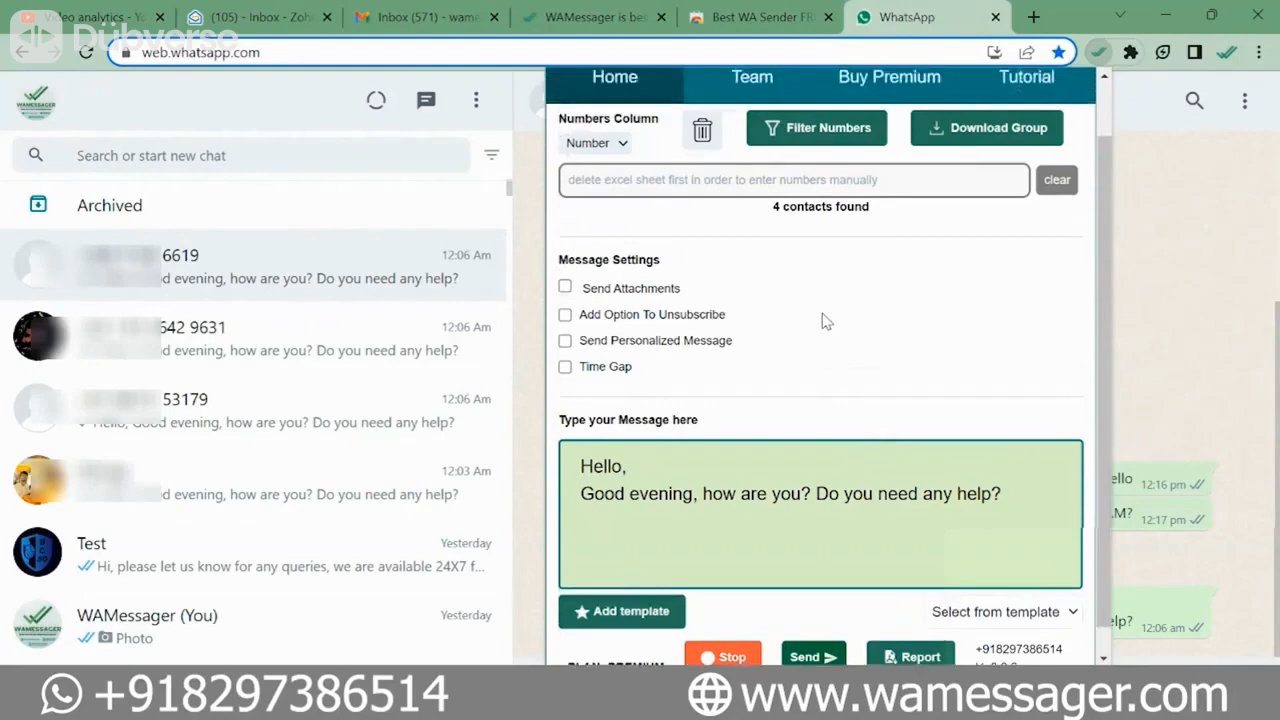 Video analytics - Yo
(105) - Inbox - Zoh
Inbox (571) - wame
WAMessager is bes
Best WA Sender FR
WhatsApp
Dubverse
web.whatsapp.com
WAMESSAGER
Search or start new chat
Archived
6619
12:06 Am
d evening, how are you? Do you need any help?
642 9631
12:06 Am
d evening, how are you? Do you need any help?
53179
12:06 Am
Hello, Good evening, how are you? Do you need any help?
12:03 Am
d evening, how are you? Do you need any help?
Test
Yesterday
Hi, please let us know for any queries, we are available 24X7 f...
WAMessager (You)
Yesterday
Photo
Home
Team
Buy Premium
Tutorial
Numbers Column
Number
Filter Numbers
Download Group
delete excel sheet first in order to enter numbers manually
clear
4 contacts found
Message Settings
Send Attachments
Add Option To Unsubscribe
Send Personalized Message
Time Gap
Type your Message here
Hello,
Good evening, how are you? Do you need any help?
Add template
Select from template
PLAN-PREMIUM
Stop
Send
Report
+918297386514
ello
12:16 pm
M?
12:17 pm
elp?
12:06 am
+918297386514
www.wamessager.com